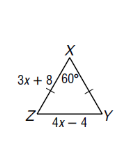 X
3x + 8 60°
Z Y
4x − 4